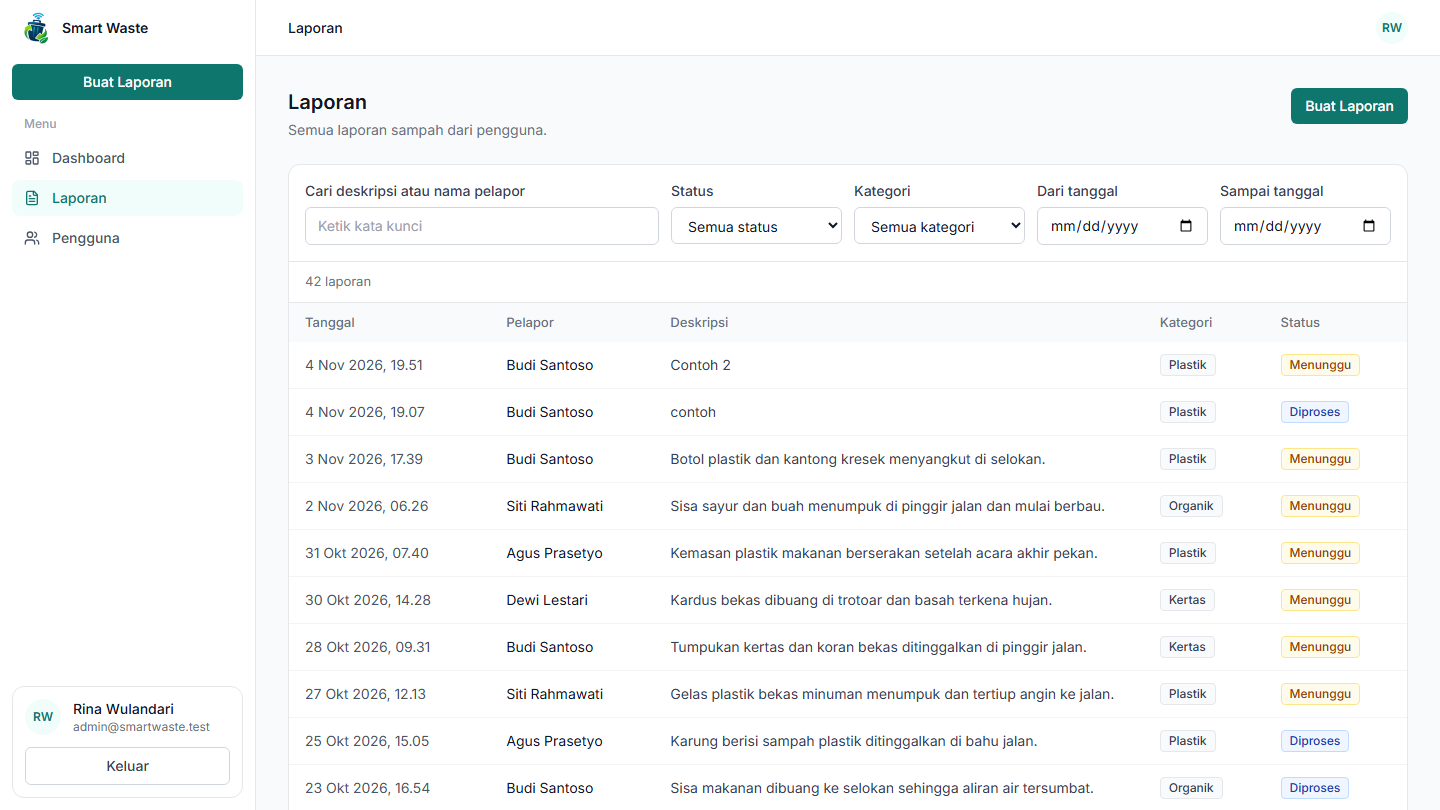 Smart Waste
Buat Laporan
Menu
Dashboard
Laporan
Pengguna
RW
Rina Wulandari
admin@smartwaste.test
Keluar
Laporan
RW
Laporan
Semua laporan sampah dari pengguna.
Buat Laporan
Cari deskripsi atau nama pelapor Status Kategori Dari tanggal Sampai tanggal
Ketik kata kunci Semua status Semua kategori mm/dd/yyyy mm/dd/yyyy
42 laporan
Tanggal Pelapor Deskripsi Kategori Status
4 Nov 2026, 19.51 Budi Santoso Contoh 2 Plastik Menunggu
4 Nov 2026, 19.07 Budi Santoso contoh Plastik Diproses
3 Nov 2026, 17.39 Budi Santoso Botol plastik dan kantong kresek menyangkut di selokan. Plastik Menunggu
2 Nov 2026, 06.26 Siti Rahmawati Sisa sayur dan buah menumpuk di pinggir jalan dan mulai berbau. Organik Menunggu
31 Okt 2026, 07.40 Agus Prasetyo Kemasan plastik makanan berserakan setelah acara akhir pekan. Plastik Menunggu
30 Okt 2026, 14.28 Dewi Lestari Kardus bekas dibuang di trotoar dan basah terkena hujan. Kertas Menunggu
28 Okt 2026, 09.31 Budi Santoso Tumpukan kertas dan koran bekas ditinggalkan di pinggir jalan. Kertas Menunggu
27 Okt 2026, 12.13 Siti Rahmawati Gelas plastik bekas minuman menumpuk dan tertiup angin ke jalan. Plastik Menunggu
25 Okt 2026, 15.05 Agus Prasetyo Karung berisi sampah plastik ditinggalkan di bahu jalan. Plastik Diproses
23 Okt 2026, 16.54 Budi Santoso Sisa makanan dibuang ke selokan sehingga aliran air tersumbat. Organik Diproses